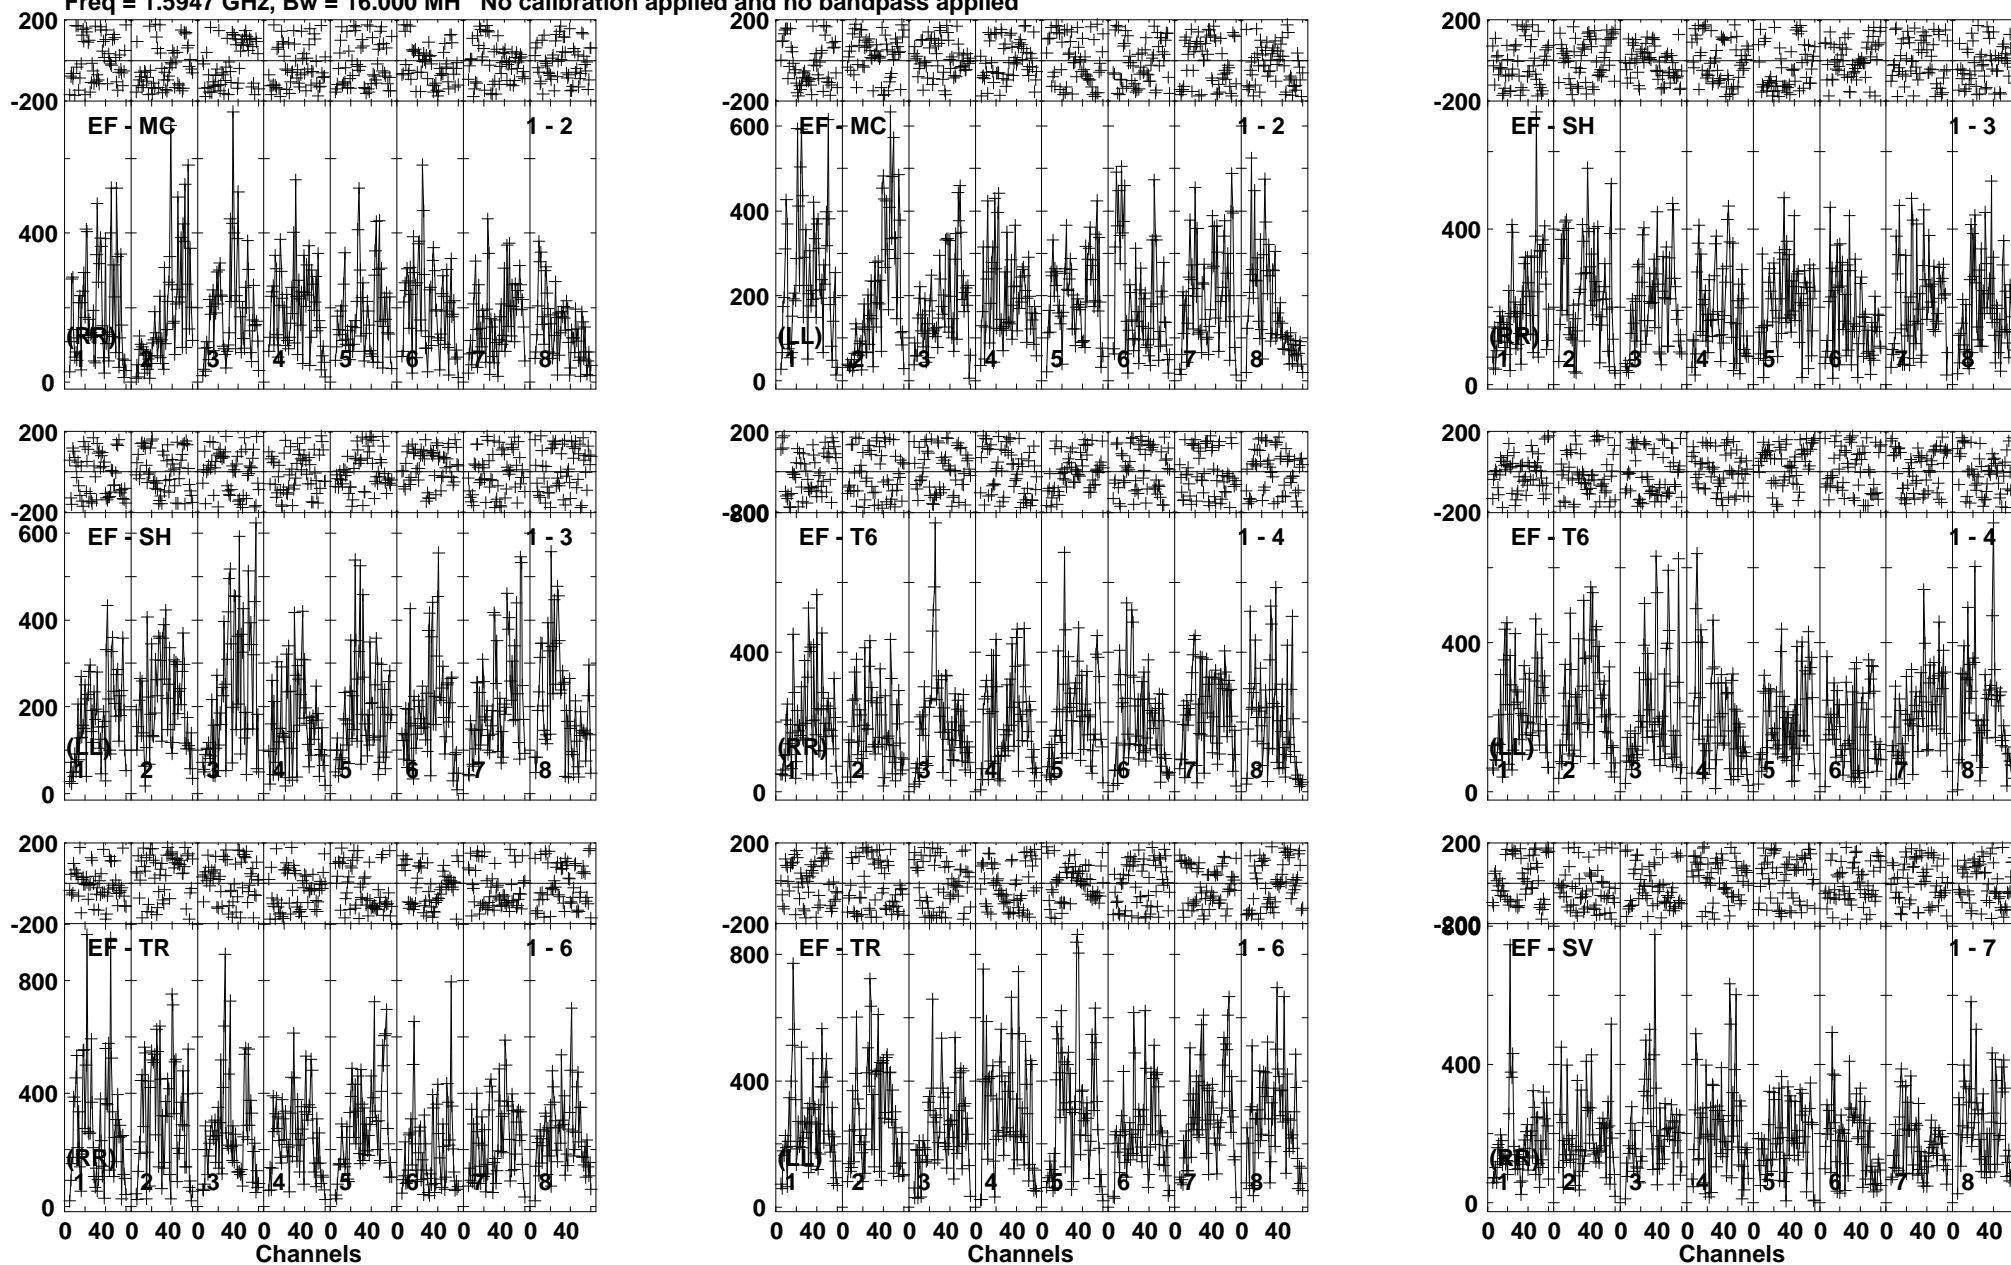 Freq = 1.5947 GHz, Bw = 16.000 MH No calibration applied and no bandpass applied
200 200 200
-200 -200 -200
EF - MC 1 - 2 EF - MC 1 - 2 EF - SH 1 - 3
600
400 400 400
200
(RR) (LL) (RR)
1 2 3 4 5 6 7 8 1 2 3 4 5 6 7 8 1 2 3 4 5 6 7 8
0 0 0
200 200 200
-200 -200 -200
600 800
EF - SH 1 - 3 EF - T6 1 - 4 EF - T6 1 - 4
400 400 400
200
(LL) (RR) (LL)
1 2 3 4 5 6 7 8 1 2 3 4 5 6 7 8 1 2 3 4 5 6 7 8
0 0 0
200 200 200
-200 -200 -200
800
EF - TR 1 - 6 EF - TR 1 - 6 EF - SV 1 - 7
800 800
400 400 400
(RR) (LL) (RR)
1 2 3 4 5 6 7 8 1 2 3 4 5 6 7 8 1 2 3 4 5 6 7 8
0 0 0
0 40 0 40 0 40 0 40 0 40 0 40 0 40 0 40 0 40 0 40 0 40 0 40 0 40 0 40 0 40 0 40 0 40 0 40 0 40 0 40 0 40 0 40 0 40 0 40
Channels Channels Channels